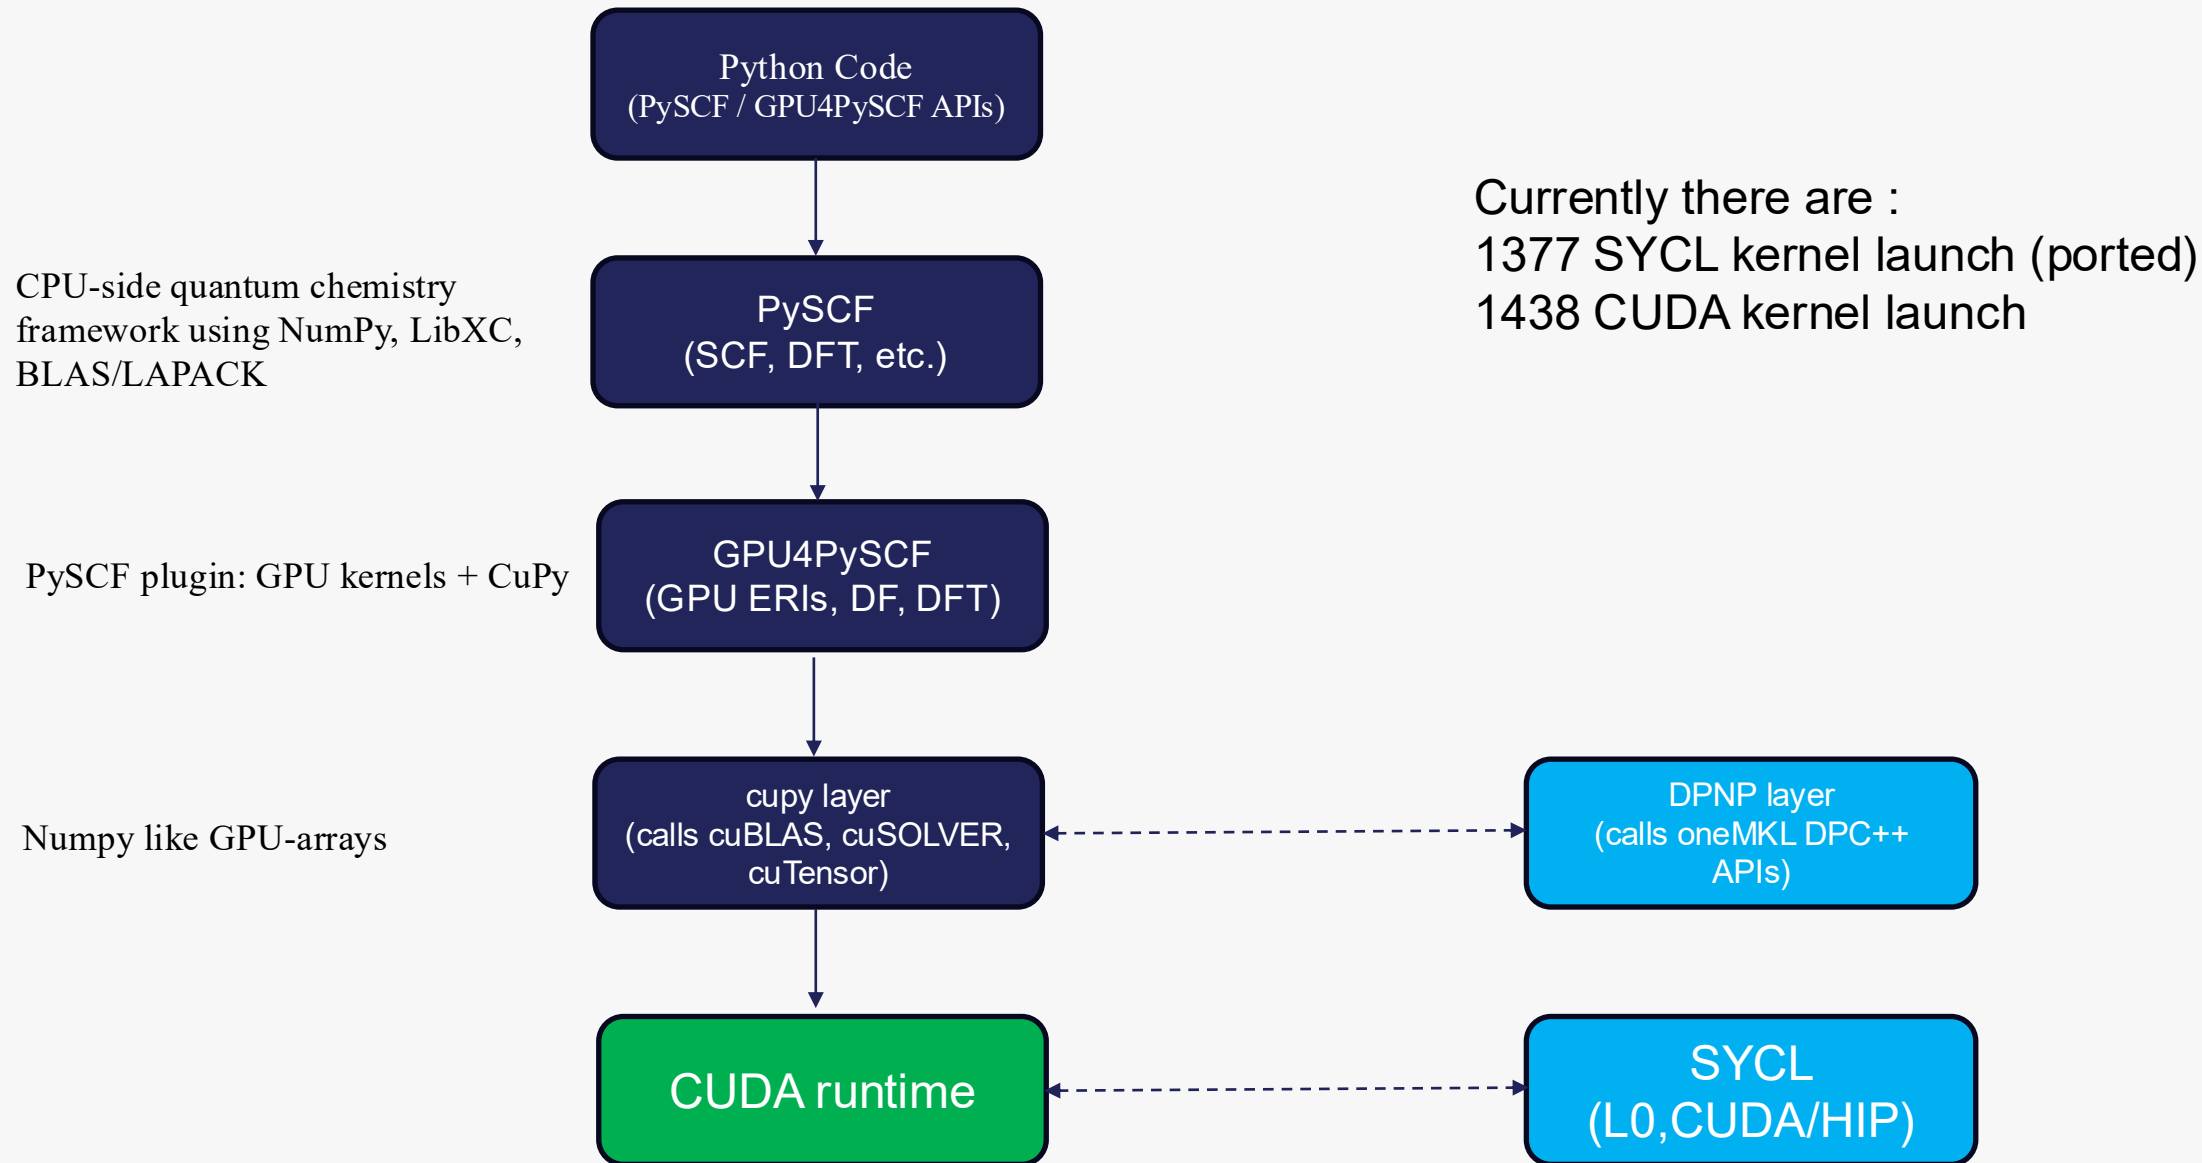 Python Code
(PySCF / GPU4PySCF APIs)
Currently there are :
1377 SYCL kernel launch (ported)
1438 CUDA kernel launch
CPU-side quantum chemistry
framework using NumPy, LibXC,
BLAS/LAPACK
PySCF
(SCF, DFT, etc.)
PySCF plugin: GPU kernels + CuPy
GPU4PySCF
(GPU ERIs, DF, DFT)
Numpy like GPU-arrays
cupy layer
(calls cuBLAS, cuSOLVER,
cuTensor)
DPNP layer
(calls oneMKL DPC++
APIs)
CUDA runtime
SYCL
(L0,CUDA/HIP)